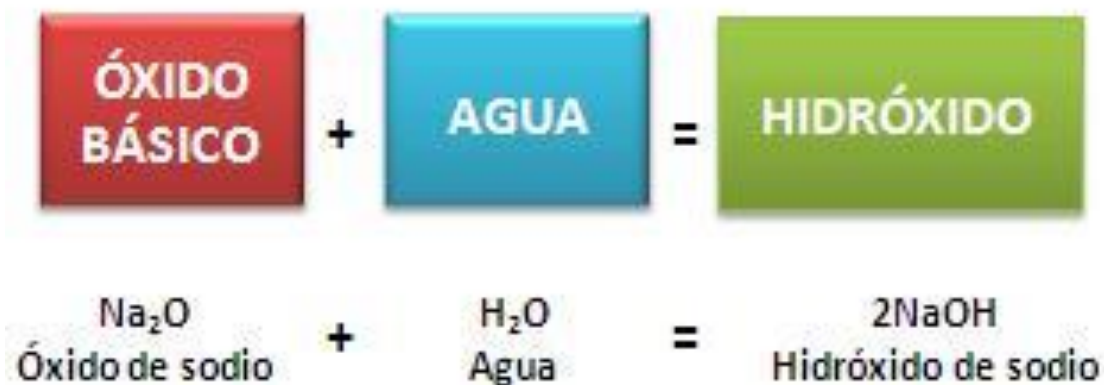 ÓXIDO
BÁSICO
+
AGUA
=
HIDRÓXIDO
Na₂O + H₂O = 2NaOH
Óxido de sodio Agua Hidróxido de sodio